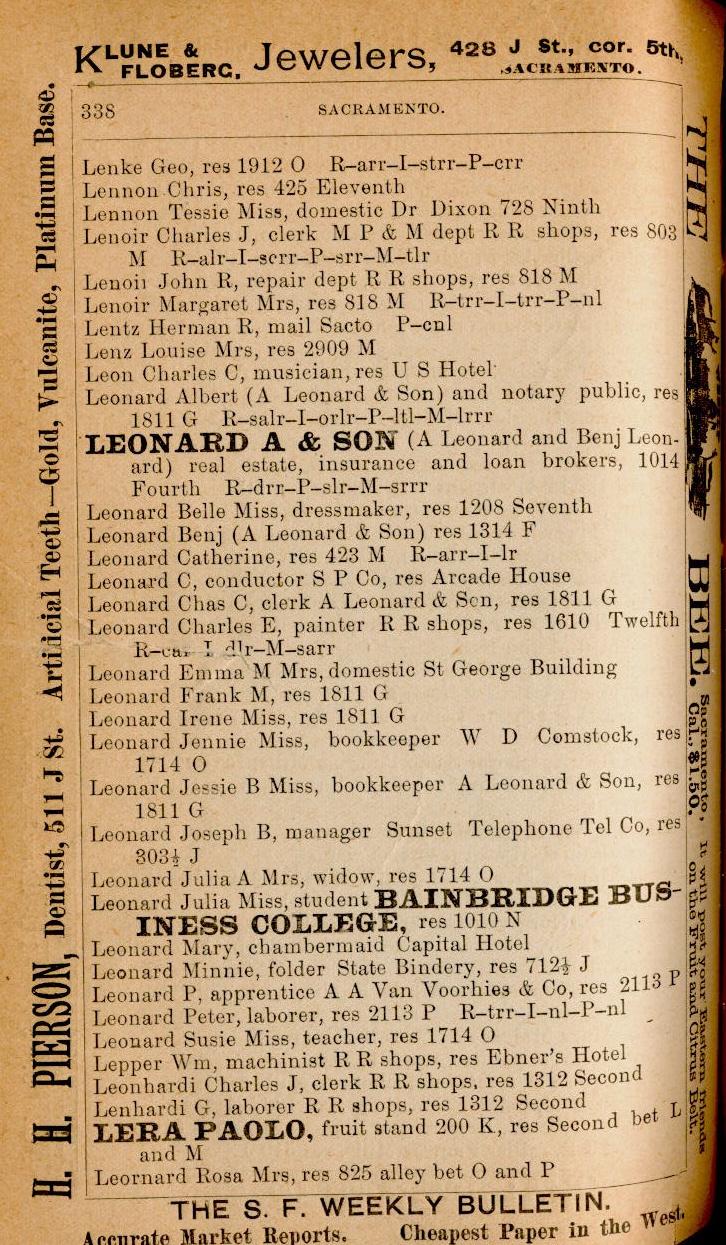 KLUNE &
FLOBERG, Jewelers, 428 J St., cor. 5th,
SACRAMENTO.
338 SACRAMENTO.
Lenke Geo, res 1912 O R–arr–I–strr–P–crr
Lennon Chris, res 425 Eleventh
Lennon Tessie Miss, domestic Dr Dixon 728 Ninth
Lenoir Charles J, clerk M P & M dept R R shops, res 803
M R–alr–I–scrr–P–srr–M–tlr
Lenoir John R, repair dept R R shops, res 818 M
Lenoir Margaret Mrs, res 818 M R–trr–I–trr–P–nl
Lentz Herman R, mail Sacto P–cnl
Lenz Louise Mrs, res 2909 M
Leon Charles C, musician, res U S Hotel
Leonard Albert (A Leonard & Son) and notary public, res
1811 G R–salr–I–orlr–P–ltl–M–lrrr
LEONARD A & SON (A Leonard and Benj Leon-
ard) real estate, insurance and loan brokers, 1014
Fourth R–drr–P–slr–M–srrr
Leonard Belle Miss, dressmaker, res 1208 Seventh
Leonard Benj (A Leonard & Son) res 1314 F
Leonard Catherine, res 423 M R–arr–I–lr
Leonard C, conductor S P Co, res Arcade House
Leonard Chas C, clerk A Leonard & Son, res 1811 G
Leonard Charles E, painter R R shops, res 1610 Twelfth
I dlr–M–sarr
Leonard Emma M Mrs, domestic St George Building
Leonard Frank M, res 1811 G
Leonard Irene Miss, res 1811 G
Leonard Jennie Miss, bookkeeper W D Comstock, res
1714 O
Leonard Jessie B Miss, bookkeeper A Leonard & Son, res
1811 G
Leonard Joseph B, manager Sunset Telephone Tel Co, res
303½ J
Leonard Julia A Mrs, widow, res 1714 O
Leonard Julia Miss, student BAINBRIDGE BUS-
INESS COLLEGE, res 1010 N
Leonard Mary, chambermaid Capital Hotel
Leonard Minnie, folder State Bindery, res 712½ J
Leonard P, apprentice A A Van Voorhies & Co, res 2113 P
Leonard Peter, laborer, res 2113 P R–trr–I–nl–P–nl
Leonard Susie Miss, teacher, res 1714 O
Lepper Wm, machinist R R shops, res Ebner's Hotel
Leonhardi Charles J, clerk R R shops, res 1312 Second
Lenhardi G, laborer R R shops, res 1312 Second
LERA PAOLO, fruit stand 200 K, res Second bet L
and M
Leornard Rosa Mrs, res 825 alley bet O and P
THE S. F. WEEKLY BULLETIN.
Accurate Market Reports. Cheapest Paper in the West.
H. H. PIERSON, Dentist, 511 J St. Artificial Teeth—Gold, Vulcanite, Platinum Base.
THE BEE. Sacramento, Cal., $1.50. It will post your Eastern friends
on the Fruit and Citrus Belt.